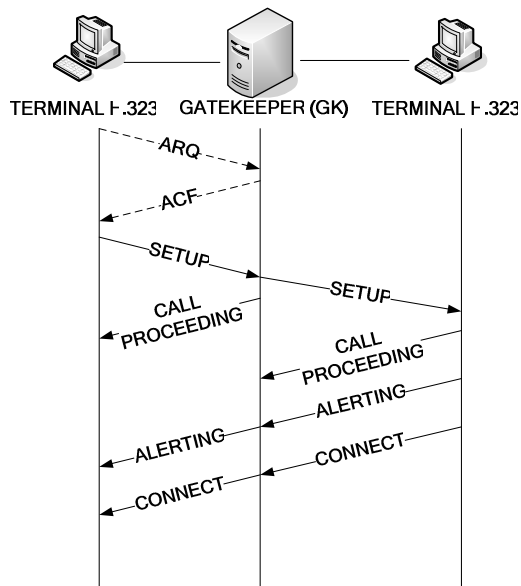 TERMINAL H.323
GATEKEEPER (GK)
TERMINAL H.323
ARQ
ACF
SETUP
SETUP
CALL
PROCEEDING
CALL
PROCEEDING
ALERTING
ALERTING
CONNECT
CONNECT